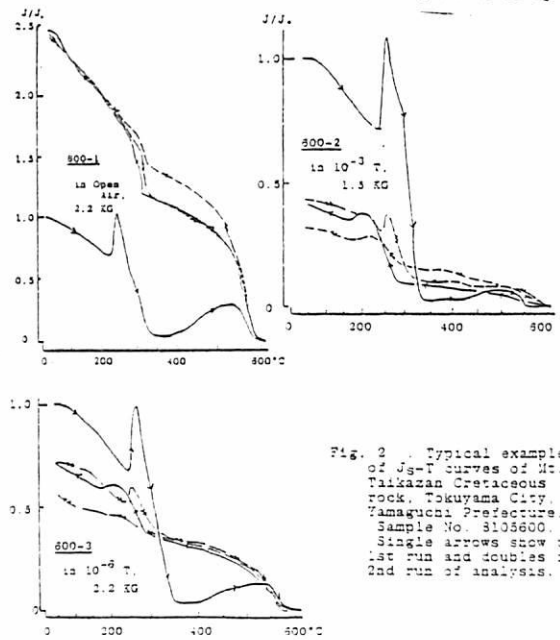 J/J.
2.5
2.0
1.5
1.0
0.5
0
600-1
in Open
Air.
2.2 KG
0 200 400 600°C
J/J.
1.0
0.5
0
600-2
in 10⁻³ T.
1.5 KG
0 200 400 600
1.0
0.5
0
600-3
in 10⁻⁶ T.
2.2 KG
0 200 400 600°C
Fig. 2 . Typical example
of Js-T curves of Mt.
Taikazan Cretaceous
rock, Tokuyama City,
Yamaguchi Prefecture.
Sample No. 8105600.
Single arrows show
1st run and doubles
2nd run of analysis.